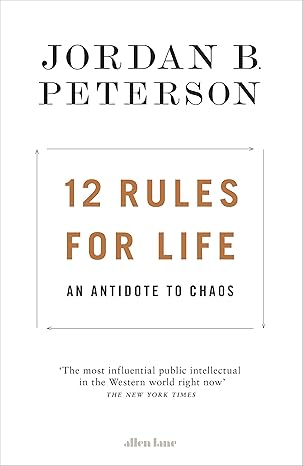 JORDAN B.
PETERSON
12 RULES
FOR LIFE
AN ANTIDOTE TO CHAOS
‘The most influential public intellectual
in the Western world right now’
THE NEW YORK TIMES
allen lane